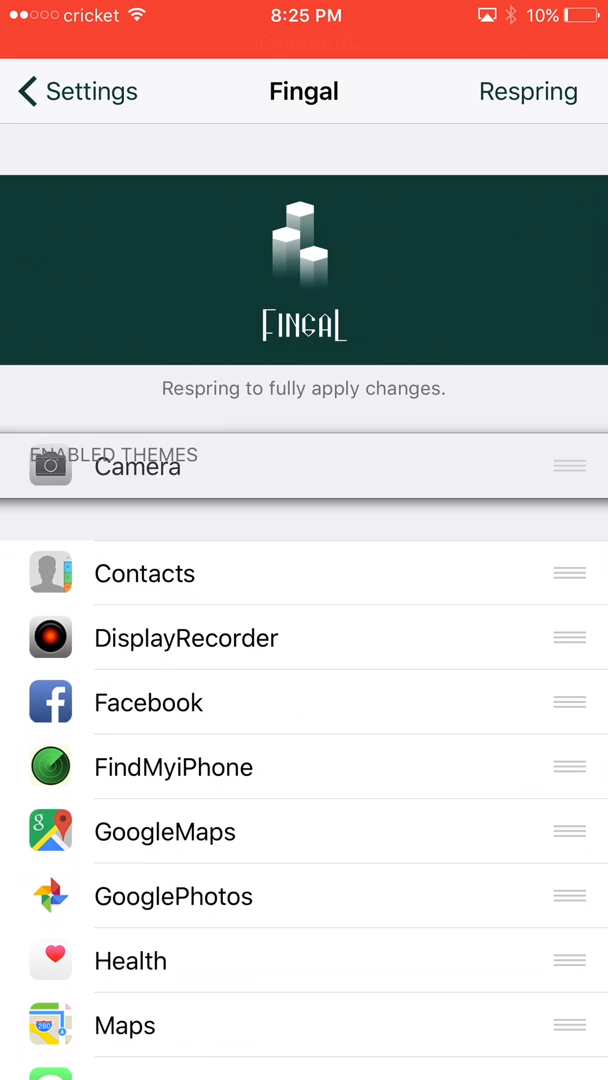 cricket 8:25 PM 10%
Settings Fingal Respring
FINGAL
Respring to fully apply changes.
ENABLED THEMES
Camera
Contacts
DisplayRecorder
Facebook
FindMyiPhone
GoogleMaps
GooglePhotos
Health
Maps